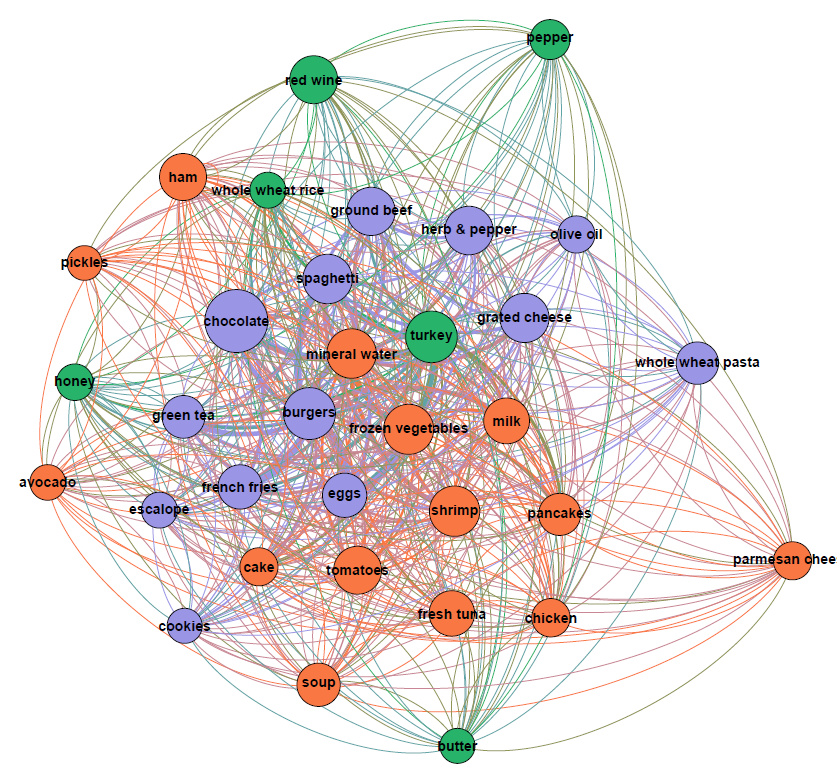 pepper
red wine
ham
whole wheat rice
ground beef
herb & pepper
olive oil
pickles
spaghetti
chocolate
grated cheese
turkey
mineral water
whole wheat pasta
honey
green tea
burgers
frozen vegetables
milk
avocado
french fries
eggs
escalope
shrimp
pancakes
parmesan chee
cake
tomatoes
fresh tuna
chicken
cookies
soup
butter